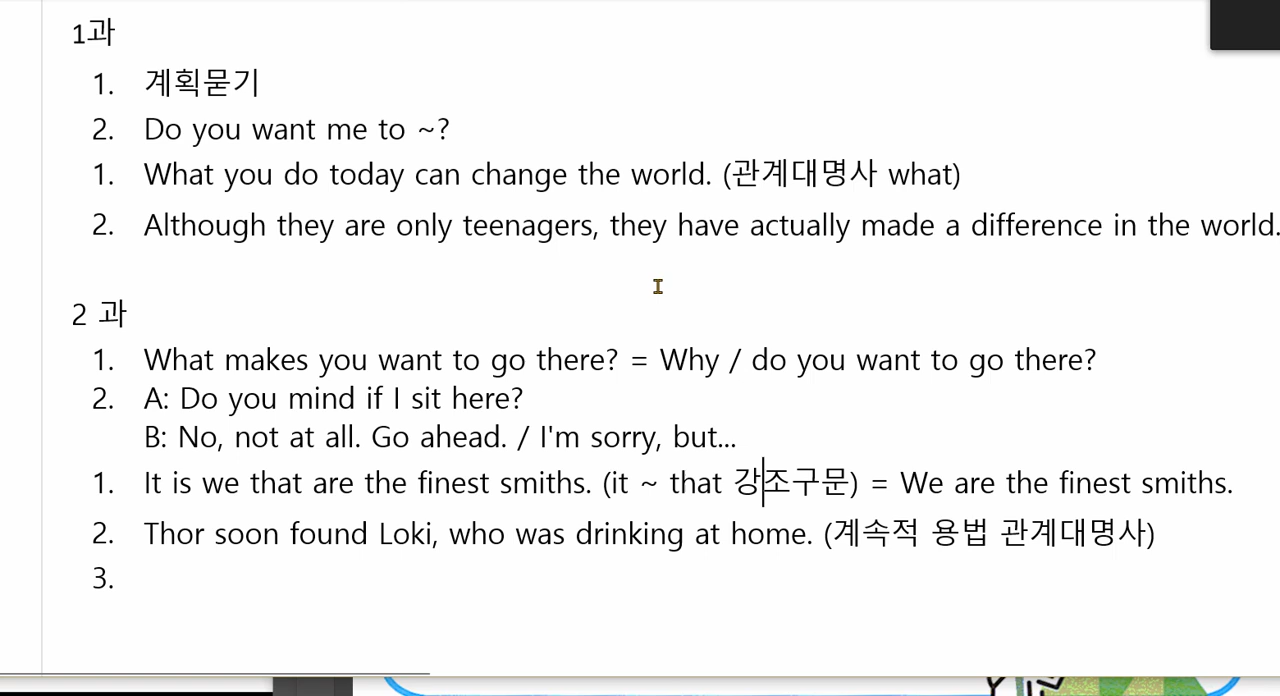 1과
1. 계획묻기
2. Do you want me to ~?
1. What you do today can change the world. (관계대명사 what)
2. Although they are only teenagers, they have actually made a difference in the world.
2 과
1. What makes you want to go there? = Why / do you want to go there?
2. A: Do you mind if I sit here?
B: No, not at all. Go ahead. / I'm sorry, but...
1. It is we that are the finest smiths. (it ~ that 강조구문) = We are the finest smiths.
2. Thor soon found Loki, who was drinking at home. (계속적 용법 관계대명사)
3.